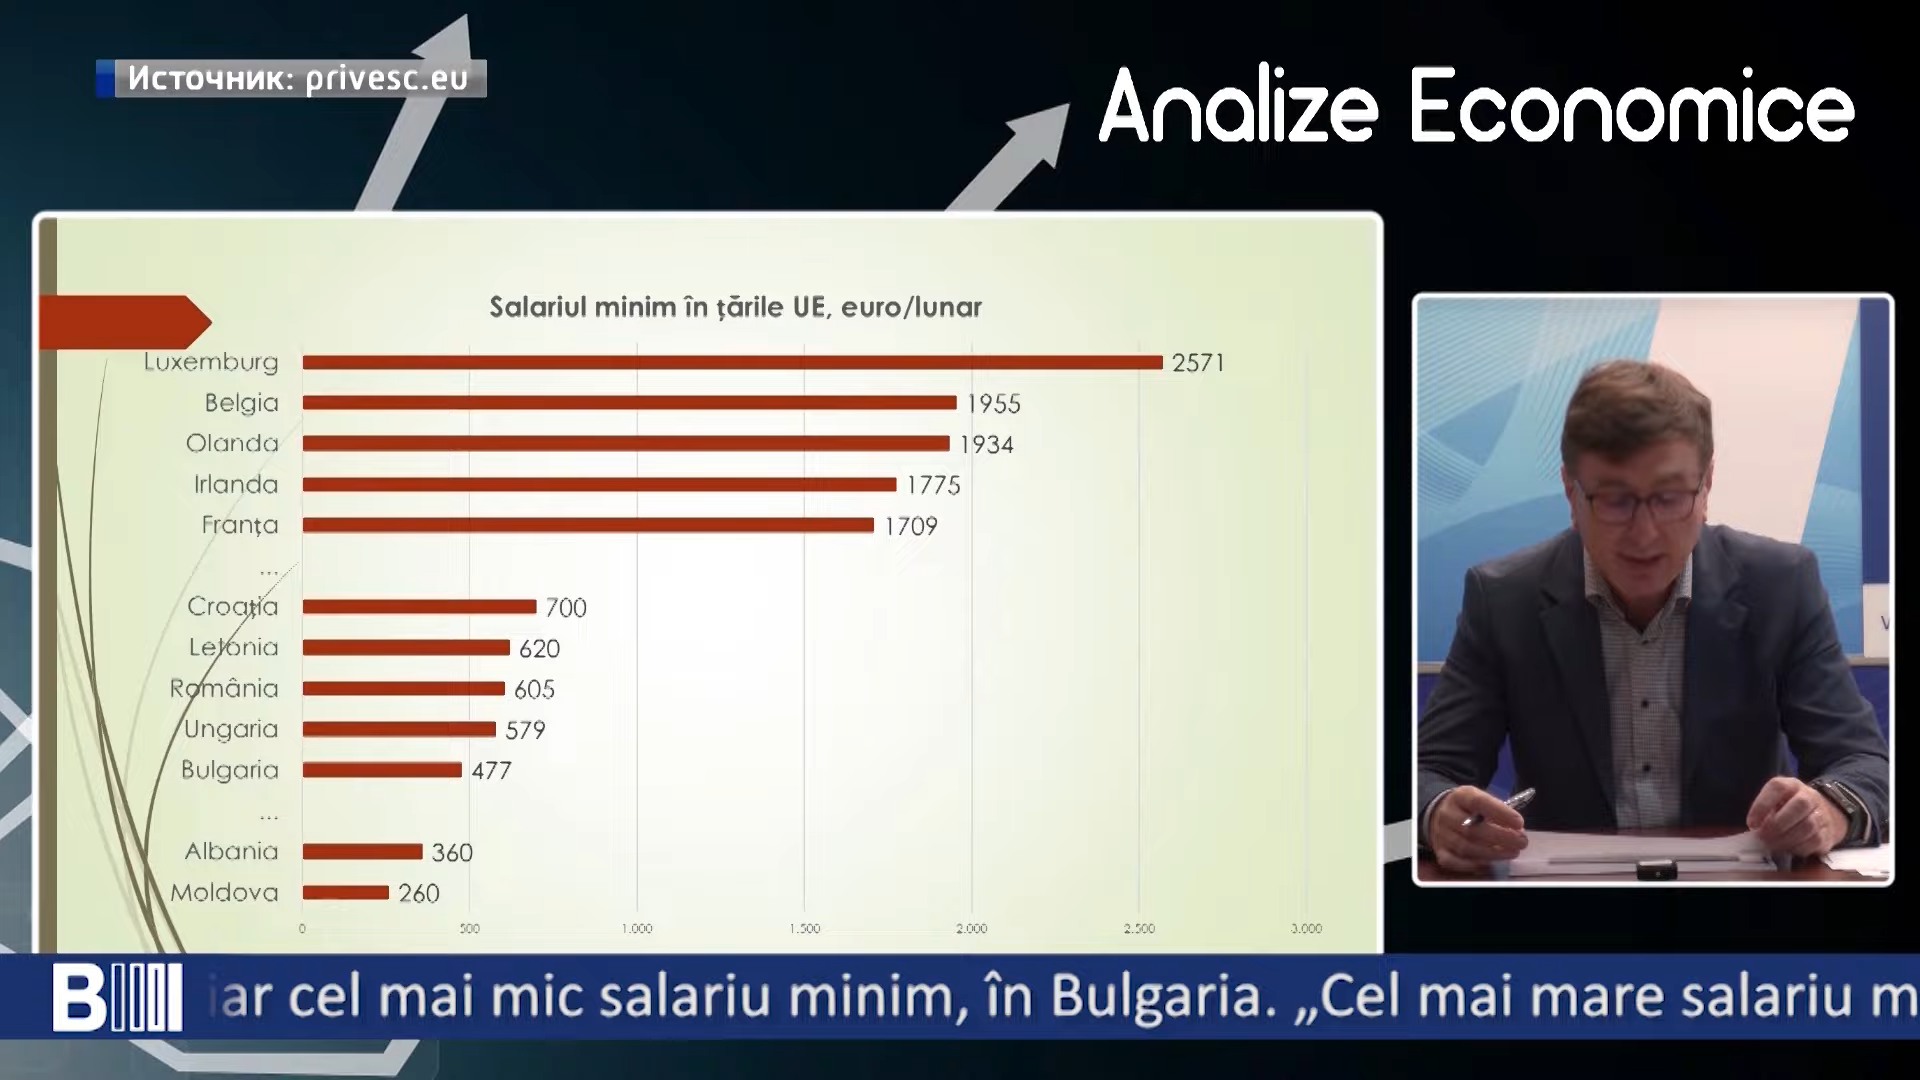 Источник: privesc.eu
Analize Economice
Salariul minim în țările UE, euro/lunar
Luxemburg 2571
Belgia 1955
Olanda 1934
Irlanda 1775
Franța 1709
...
Croația 700
Letonia 620
România 605
Ungaria 579
Bulgaria 477
...
Albania 360
Moldova 260
0 500 1.000 1.500 2.000 2.500 3.000
B iar cel mai mic salariu minim, în Bulgaria. „Cel mai mare salariu m